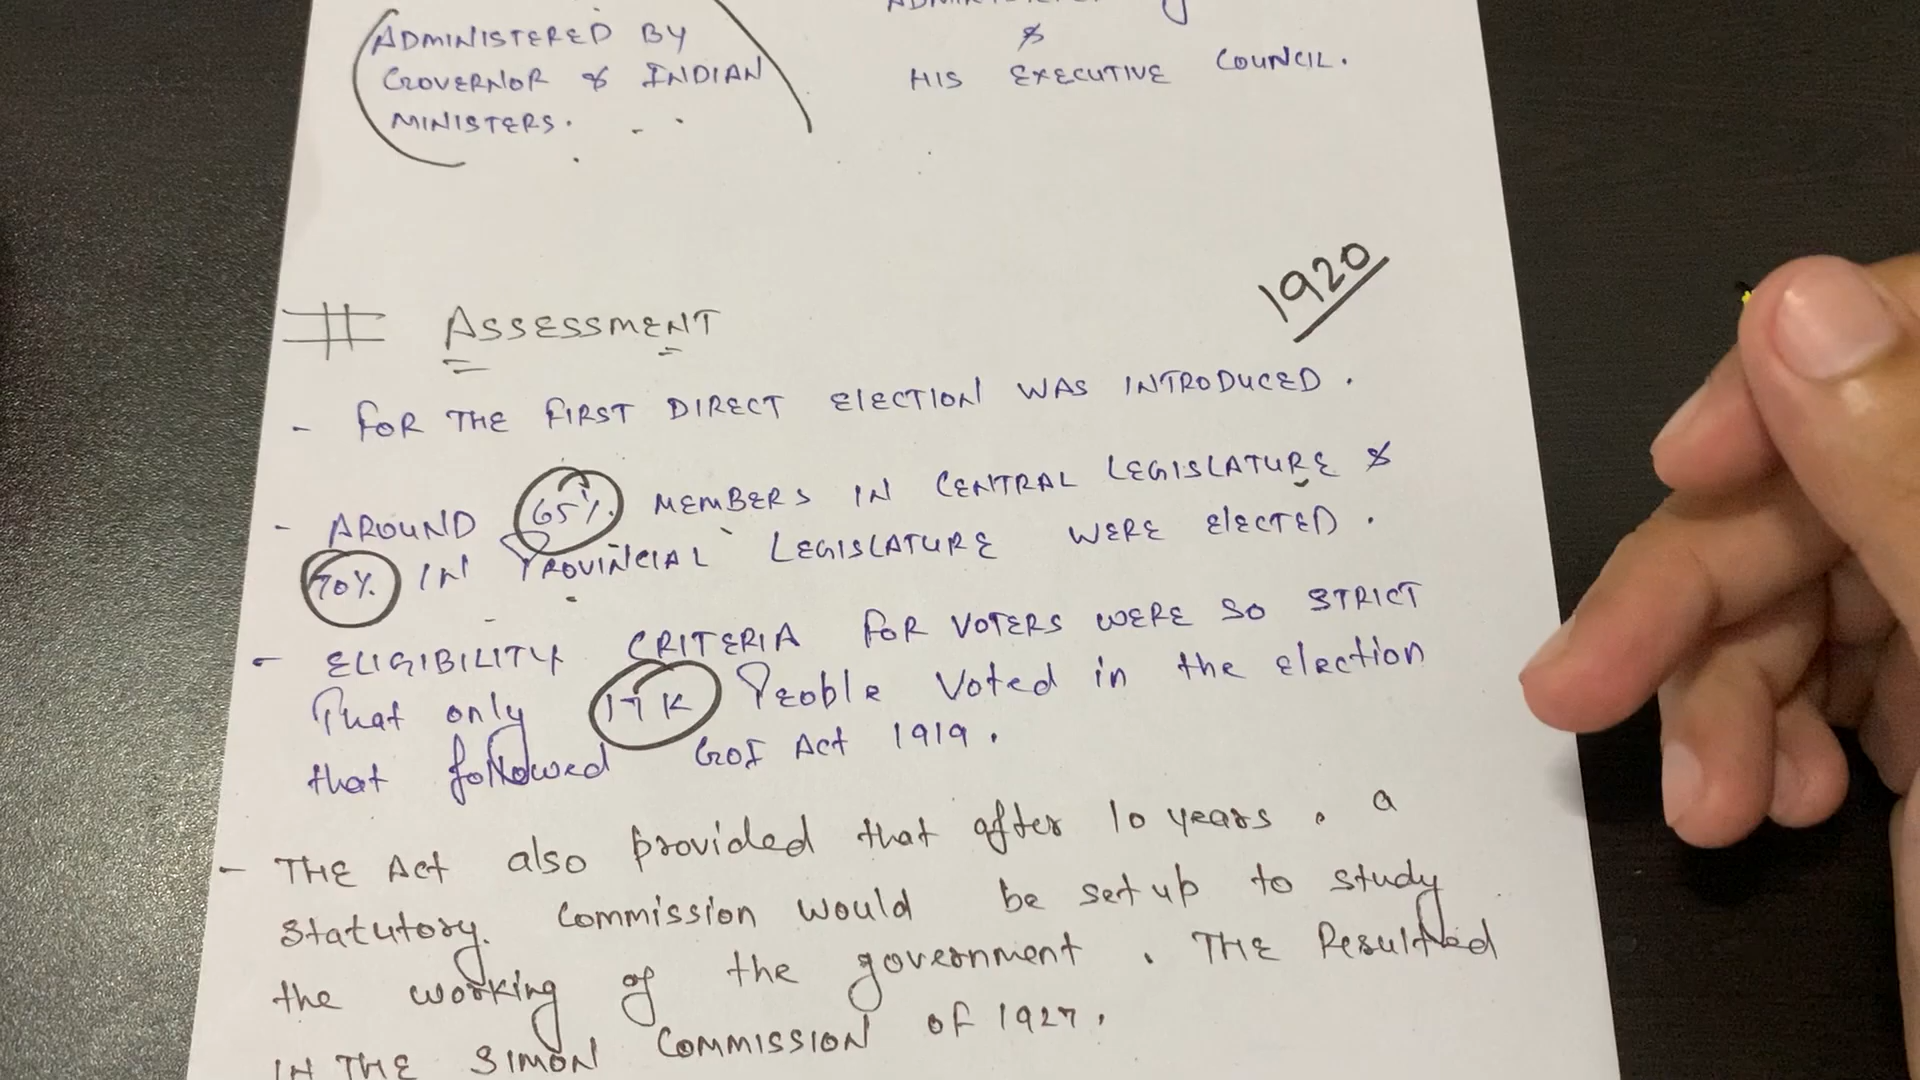 ADMINISTERED BY
GOVERNOR & INDIAN
MINISTERS.
&
HIS EXECUTIVE COUNCIL.
1920
# ASSESSMENT
- FOR THE FIRST DIRECT ELECTION WAS INTRODUCED.
- AROUND 65% MEMBERS IN CENTRAL LEGISLATURE &
70% IN PROVINCIAL LEGISLATURE WERE ELECTED.
- ELIGIBILITY CRITERIA FOR VOTERS WERE SO STRICT
That only 17K Peoble Voted in the election
that followed GOI Act 1919.
- THE Act also provided that after 10 years, a
statutory. Commission would be set up to study
the working of the government. THE Resulted
IN THE SIMON COMMISSION OF 1927.